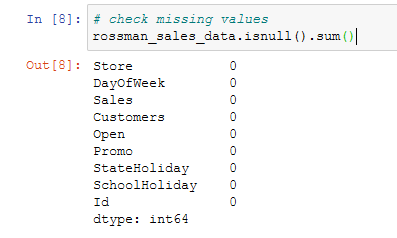 In [8]: # check missing values
rossman_sales_data.isnull().sum()
Out[8]: Store 0
DayOfWeek 0
Sales 0
Customers 0
Open 0
Promo 0
StateHoliday 0
SchoolHoliday 0
Id 0
dtype: int64